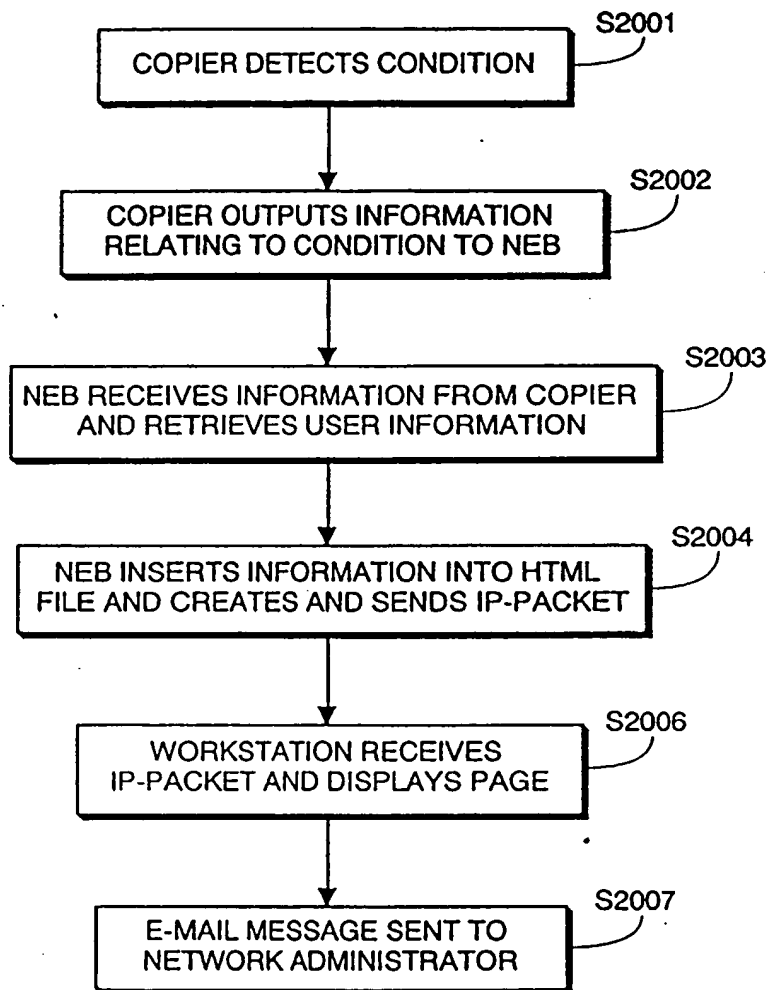 S2001
COPIER DETECTS CONDITION
S2002
COPIER OUTPUTS INFORMATION
RELATING TO CONDITION TO NEB
S2003
NEB RECEIVES INFORMATION FROM COPIER
AND RETRIEVES USER INFORMATION
S2004
NEB INSERTS INFORMATION INTO HTML
FILE AND CREATES AND SENDS IP-PACKET
S2006
WORKSTATION RECEIVES
IP-PACKET AND DISPLAYS PAGE
S2007
E-MAIL MESSAGE SENT TO
NETWORK ADMINISTRATOR